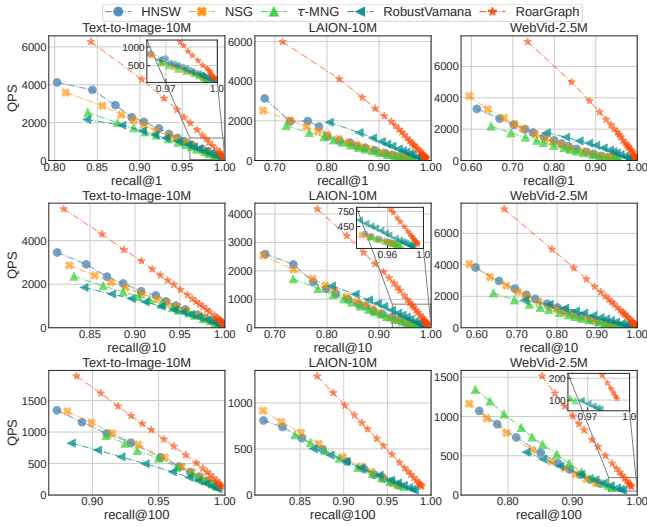 HNSW NSG τ-MNG RobustVamana RoarGraph
Text-to-Image-10M LAION-10M WebVid-2.5M
QPS
6000
4000
2000
0
0.80 0.85 0.90 0.95 1.00
recall@1
1000
500
0
0.97 1.0
6000
4000
2000
0
0.70 0.80 0.90 1.00
recall@1
6000
4000
2000
0
0.60 0.70 0.80 0.90 1.00
recall@1
Text-to-Image-10M LAION-10M WebVid-2.5M
QPS
4000
2000
0
0.85 0.90 0.95 1.00
recall@10
4000
3000
2000
1000
0
0.70 0.80 0.90 1.00
recall@10
750
500
250
0.96 1.0
6000
4000
2000
0
0.60 0.70 0.80 0.90 1.00
recall@10
Text-to-Image-10M LAION-10M WebVid-2.5M
QPS
1500
1000
500
0
0.90 0.95 1.00
recall@100
1000
500
0
0.85 0.90 0.95 1.00
recall@100
1500
1000
500
0
0.80 0.90 1.00
recall@100
200
100
0.97 1.0